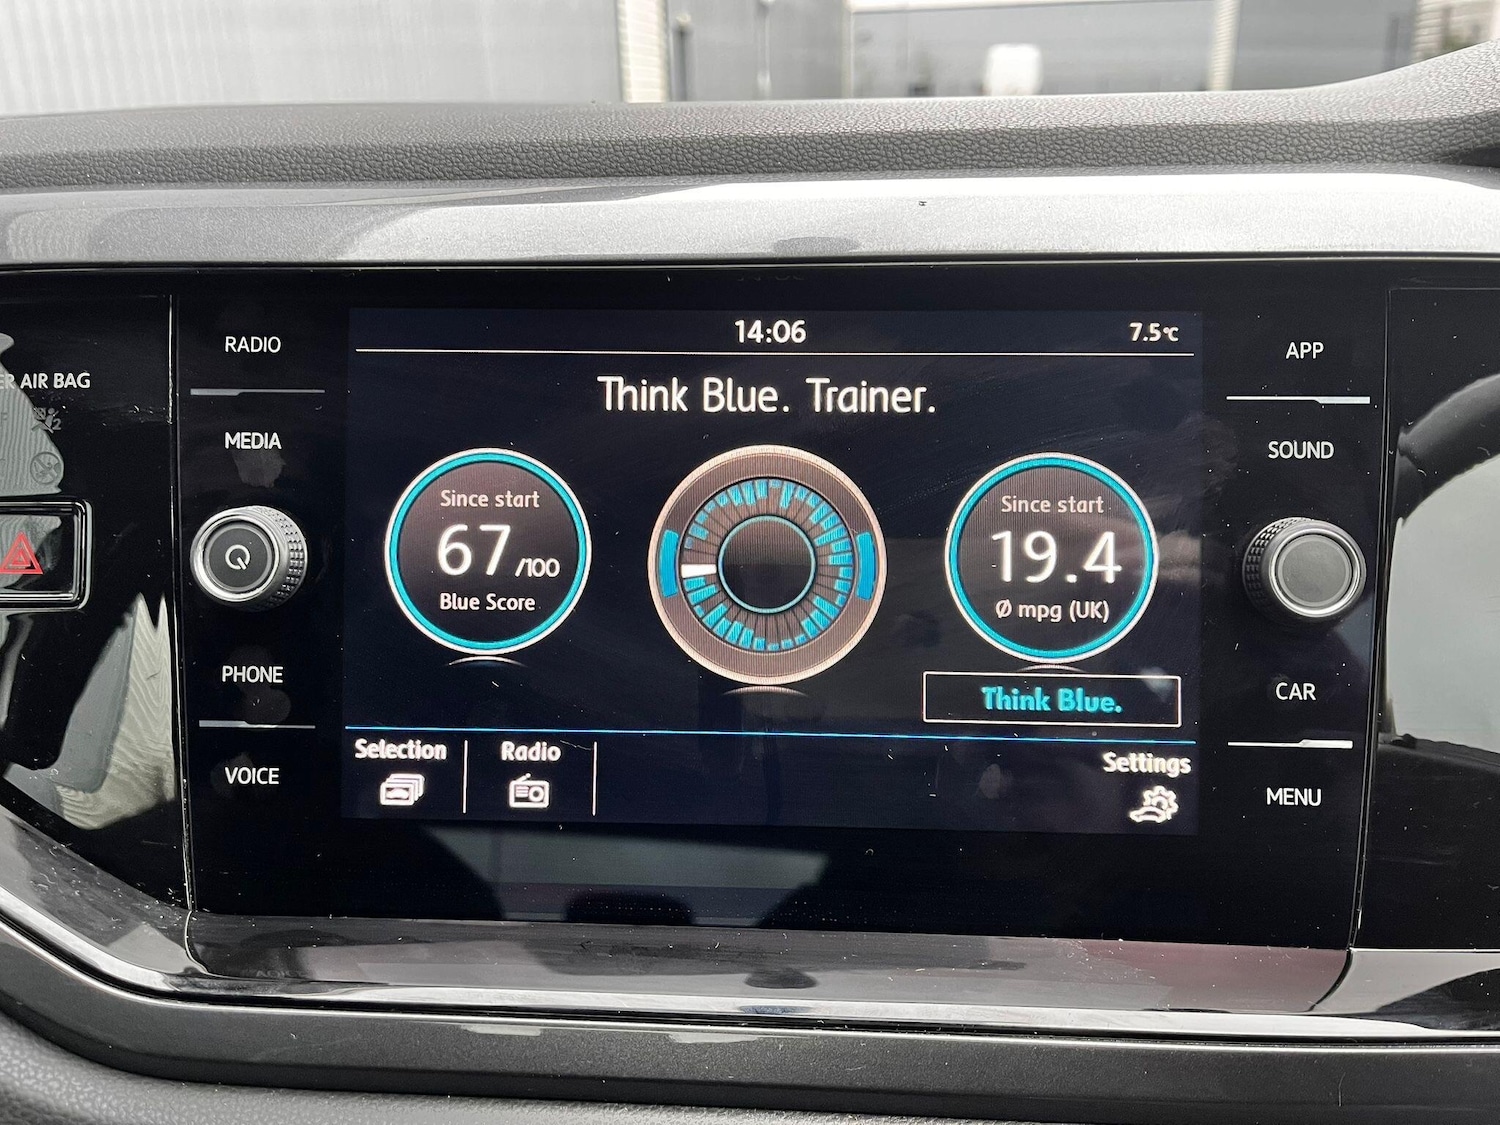 14:06
7.5°C
Think Blue. Trainer.
Since start
67/100
Blue Score
Since start
19.4
Ø mpg (UK)
Think Blue.
Selection
Radio
Settings
RADIO
MEDIA
PHONE
VOICE
APP
SOUND
CAR
MENU
AIR BAG